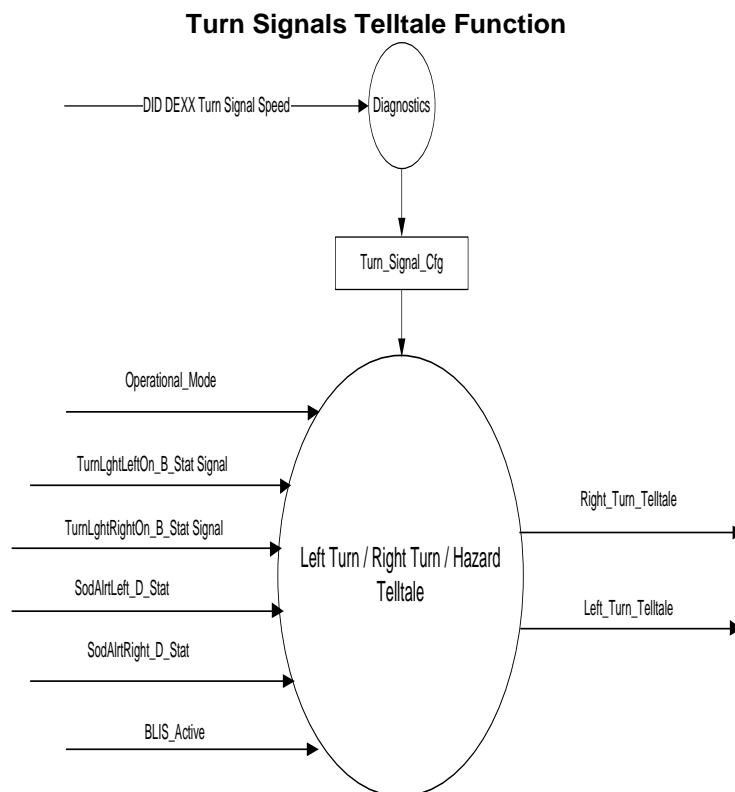 Turn Signals Telltale Function
DID DEXX Turn Signal Speed
Diagnostics
Turn_Signal_Cfg
Operational_Mode
TurnLghtLeftOn_B_Stat Signal
TurnLghtRightOn_B_Stat Signal
SodAlrtLeft_D_Stat
SodAlrtRight_D_Stat
BLIS_Active
Left Turn / Right Turn / Hazard
Telltale
Right_Turn_Telltale
Left_Turn_Telltale